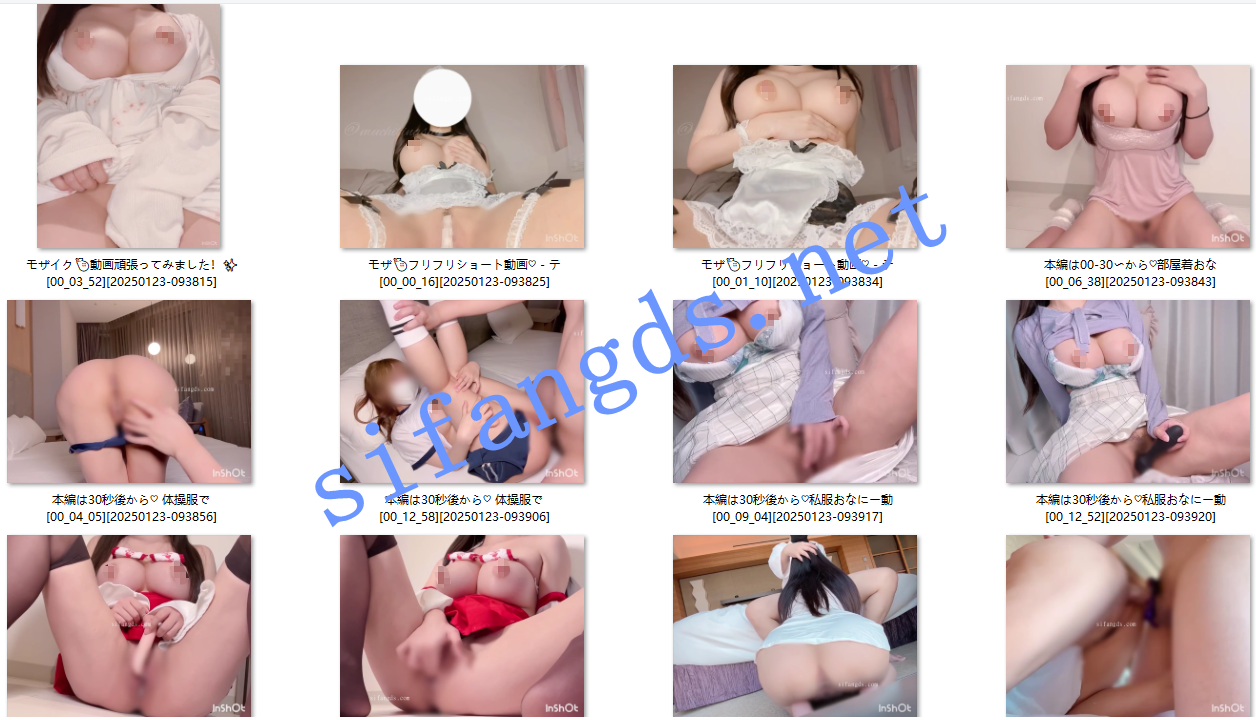 モザイク動画頑張ってみました！
[00_03_52][20250123-093815]
モザフリフリショート動画♡ - テ
[00_00_16][20250123-093825]
モザフリフリショート動画♡ - テ
[00_01_10][20250123-093834]
本編は00-30〜から♡部屋着おな
[00_06_38][20250123-093843]
sifangds.net
本編は30秒後から♡ 体操服で
[00_04_05][20250123-093856]
本編は30秒後から♡ 体操服で
[00_12_58][20250123-093906]
本編は30秒後から♡私服おなにー動
[00_09_04][20250123-093917]
本編は30秒後から♡私服おなにー動
[00_12_52][20250123-093920]
sifangds.com
sifangds.com
sifangds.com
sifangds.com
sifangds.com
InShOt
InShOt
InShOt
InShOt
InShOt
InShOt
InShOt
InShOt